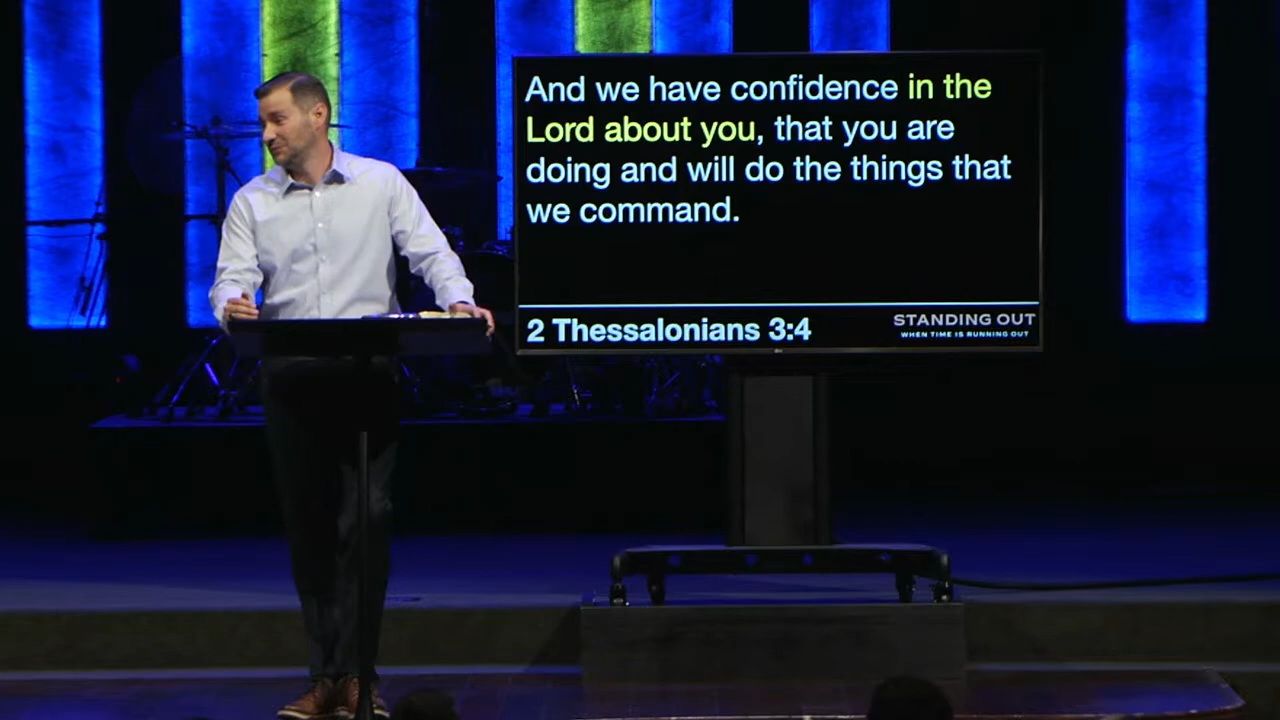 And we have confidence in the
Lord about you, that you are
doing and will do the things that
we command.
2 Thessalonians 3:4
STANDING OUT
WHEN TIME IS RUNNING OUT